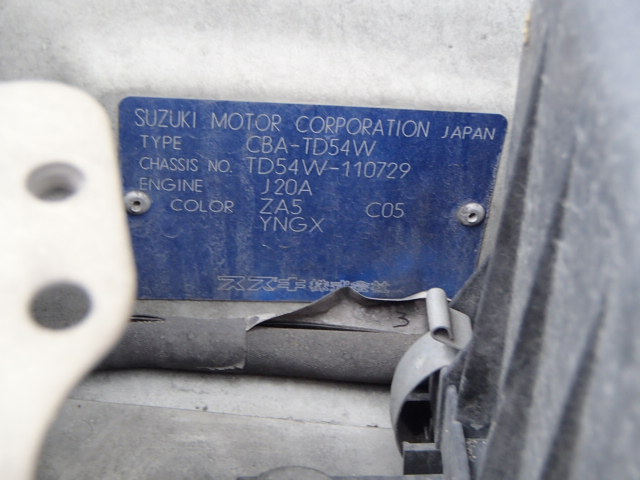 SUZUKI MOTOR CORPORATION JAPAN
TYPE CBA-TD54W
CHASSIS NO. TD54W-110729
ENGINE J20A
COLOR ZA5 C05
YNGX
スズキ株式会社
3